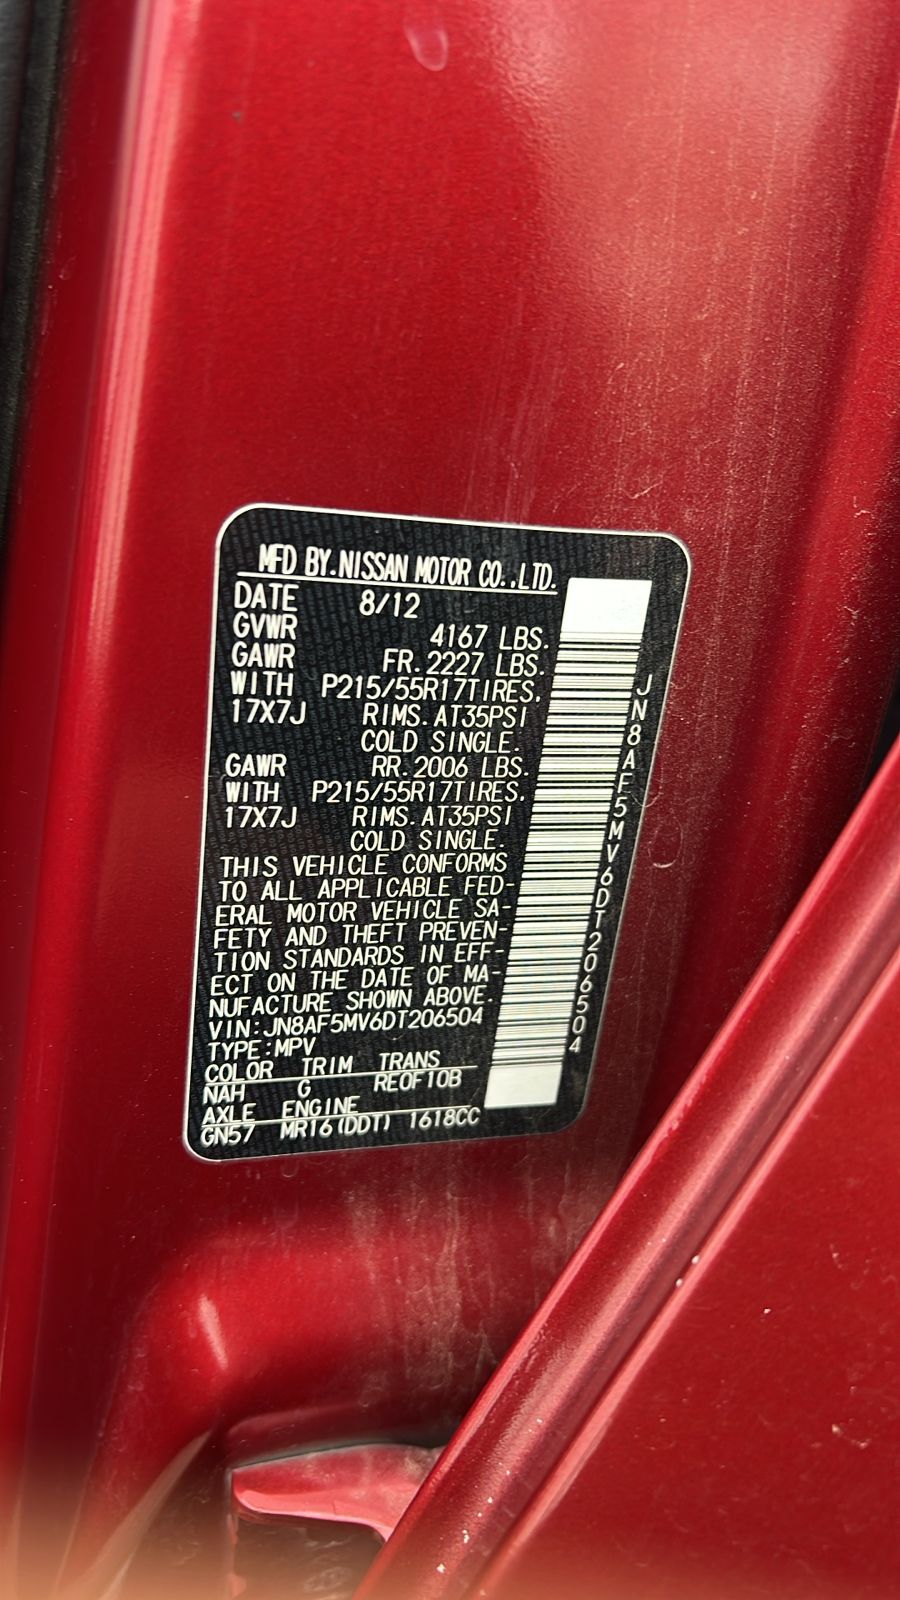 MFD BY.NISSAN MOTOR CO.,LTD.
DATE 8/12
GVWR 4167 LBS.
GAWR FR.2227 LBS.
WITH P215/55R17TIRES,
17X7J RIMS.AT35PSI
COLD SINGLE.
GAWR RR.2006 LBS.
WITH P215/55R17TIRES,
17X7J RIMS.AT35PSI
COLD SINGLE.
THIS VEHICLE CONFORMS
TO ALL APPLICABLE FED-
ERAL MOTOR VEHICLE SA-
FETY AND THEFT PREVEN-
TION STANDARDS IN EFF-
ECT ON THE DATE OF MA-
NUFACTURE SHOWN ABOVE.
VIN:JN8AF5MV6DT206504
TYPE:MPV
COLOR TRIM TRANS
NAH G RE0F10B
AXLE ENGINE
GN57 MR16(DDT) 1618CC
JN8AF5MV6DT206504